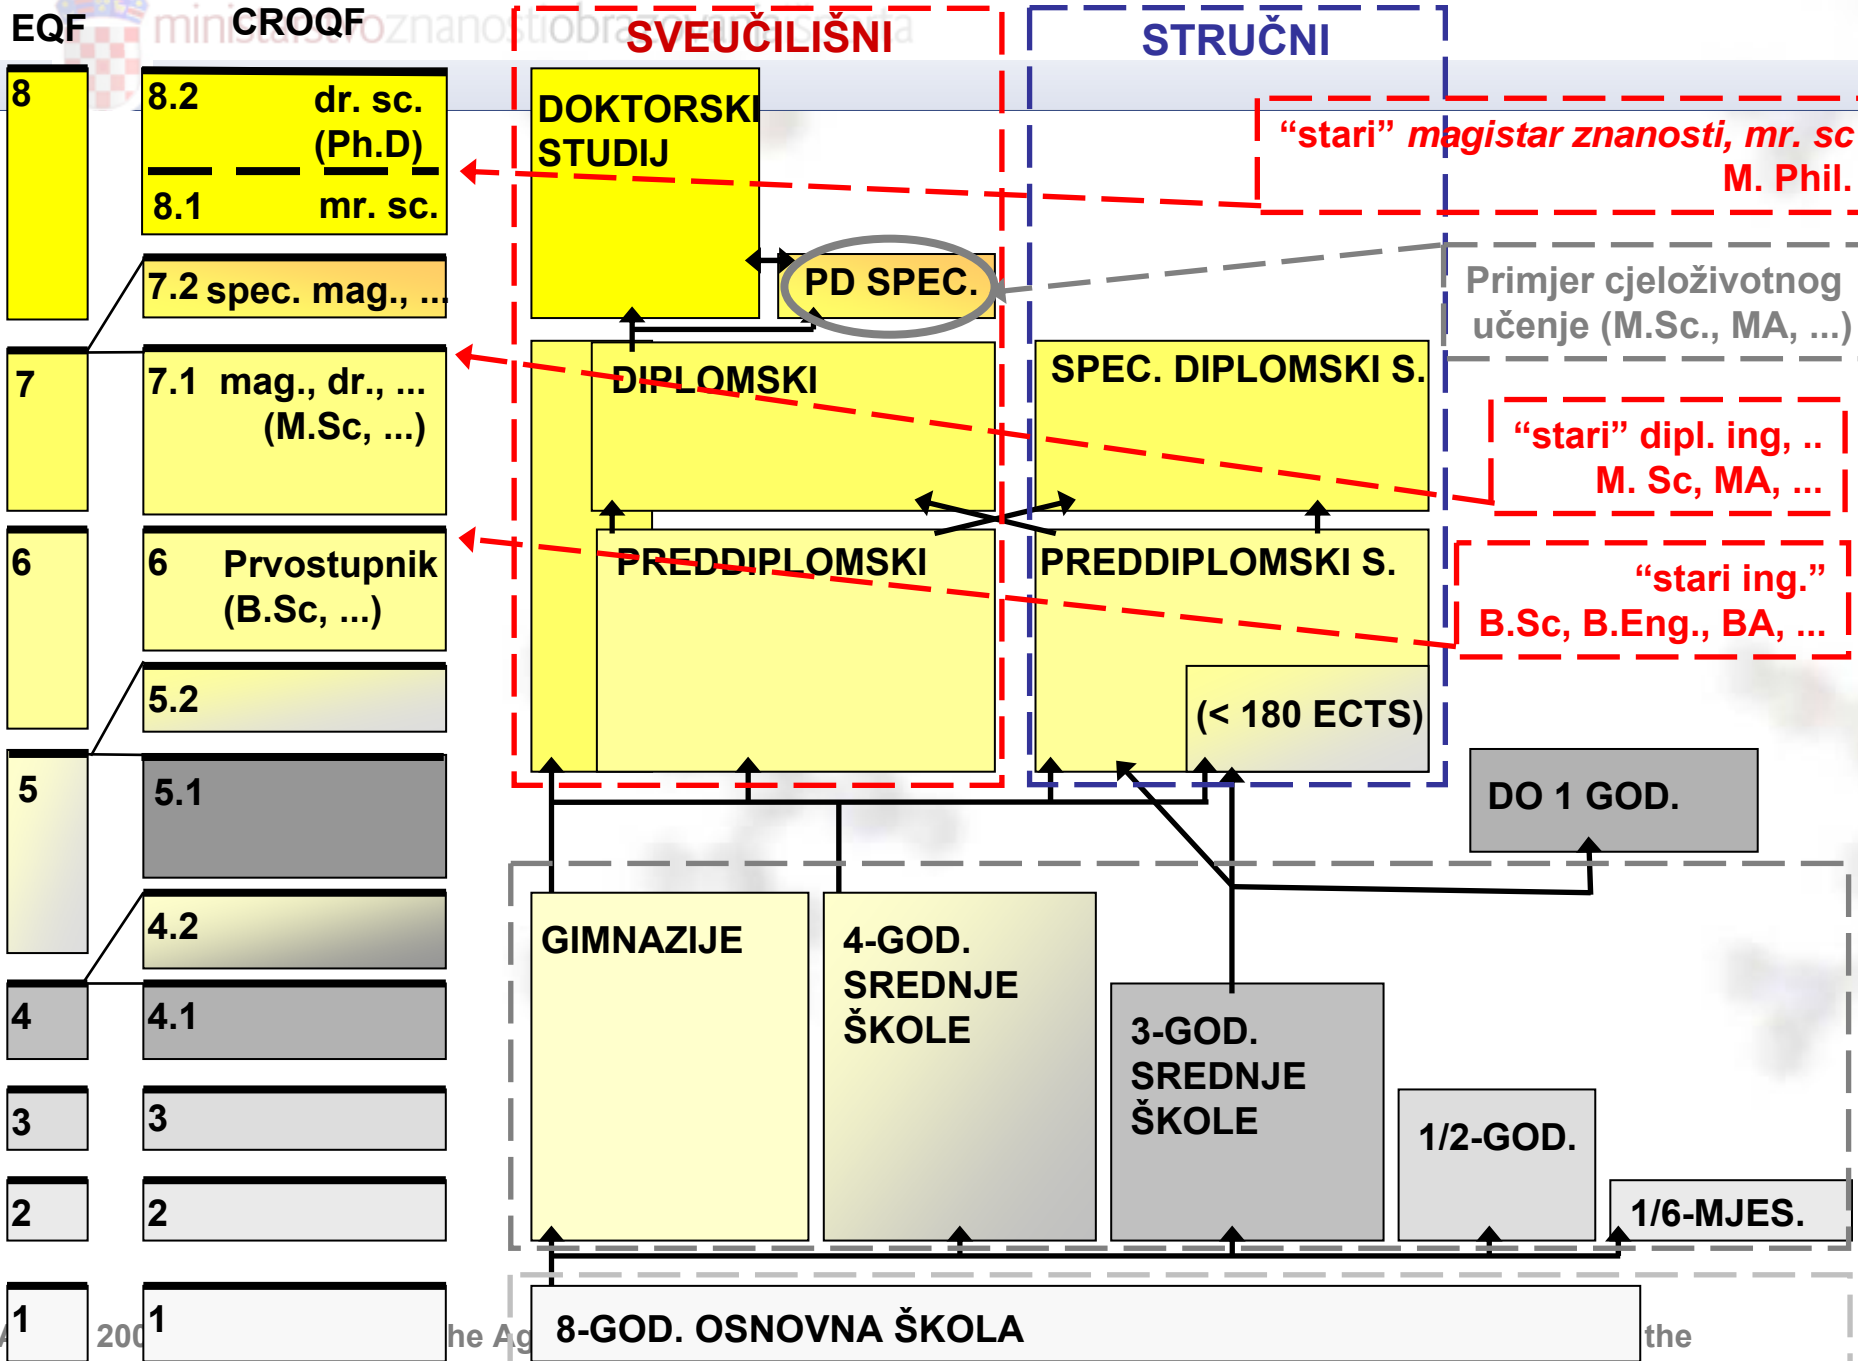 EQF
CROQF
ministarstvoznanostiobrazovanja
SVEUČILIŠNI
STRUČNI
8
8.2 dr. sc.
(Ph.D)
8.1 mr. sc.
DOKTORSKI
STUDIJ
“stari” magistar znanosti, mr. sc
M. Phil.
7.2 spec. mag., ...
PD SPEC.
Primjer cjeloživotnog
učenje (M.Sc., MA, ...)
7
7.1 mag., dr., ...
(M.Sc, ...)
DIPLOMSKI
SPEC. DIPLOMSKI S.
“stari” dipl. ing, ..
M. Sc, MA, ...
6
6 Prvostupnik
(B.Sc, ...)
PREDDIPLOMSKI
PREDDIPLOMSKI S.
“stari ing.”
B.Sc, B.Eng., BA, ...
5.2
(< 180 ECTS)
5
5.1
DO 1 GOD.
4.2
GIMNAZIJE
4-GOD.
SREDNJE
ŠKOLE
4
4.1
3-GOD.
SREDNJE
ŠKOLE
3
3
1/2-GOD.
2
2
1/6-MJES.
1
1
8-GOD. OSNOVNA ŠKOLA
the